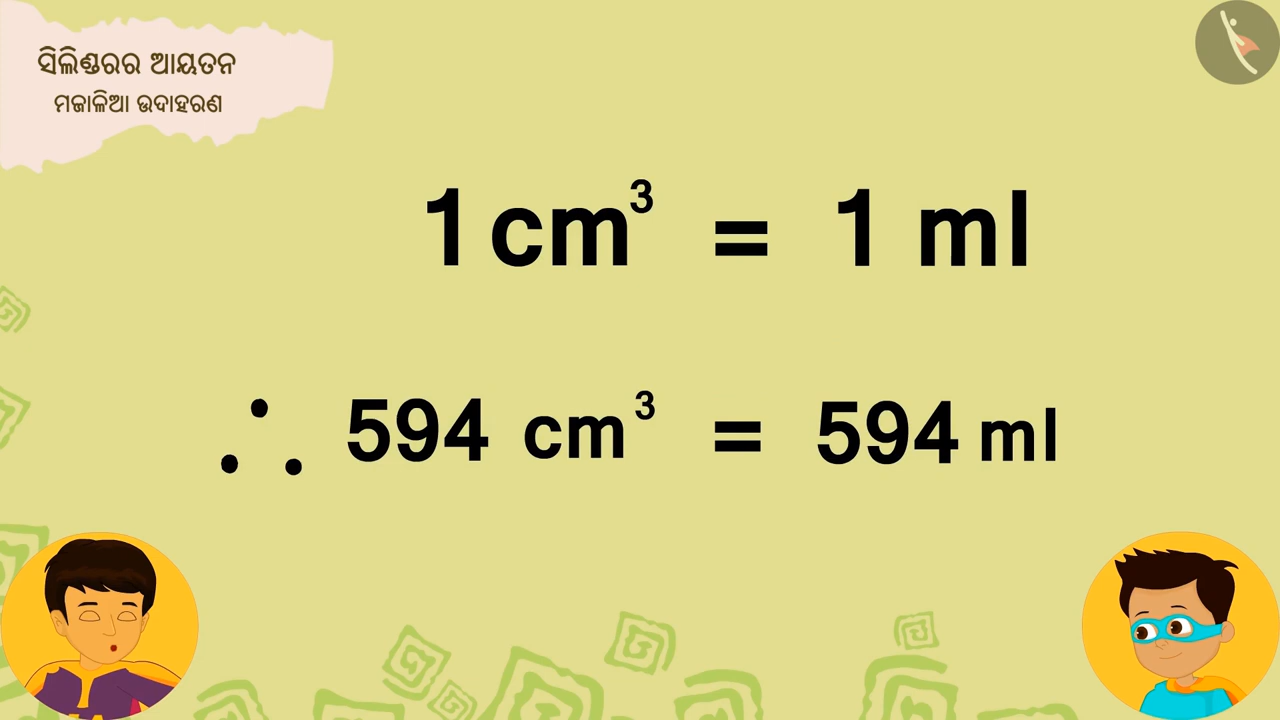 ସିଲିଣ୍ଡରର ଆୟତନ
ମଜାଳିଆ ଉଦାହରଣ
1 cm³ = 1 ml
∴ 594 cm³ = 594 ml